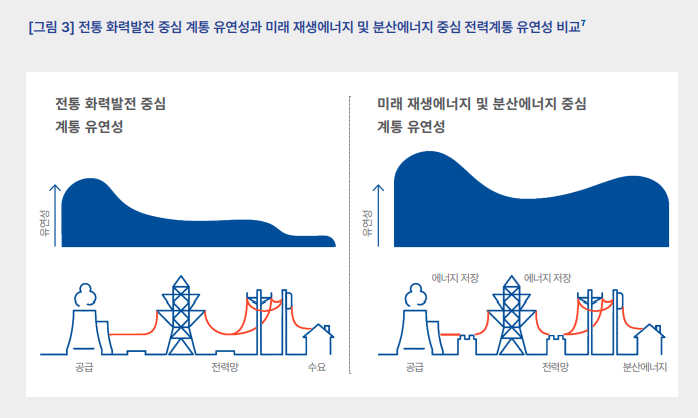 [그림 3] 전통 화력발전 중심 계통 유연성과 미래 재생에너지 및 분산에너지 중심 전력계통 유연성 비교⁷
전통 화력발전 중심
계통 유연성
유연성
공급
전력망
수요
미래 재생에너지 및 분산에너지 중심
계통 유연성
유연성
에너지 저장
에너지 저장
공급
전력망
분산에너지